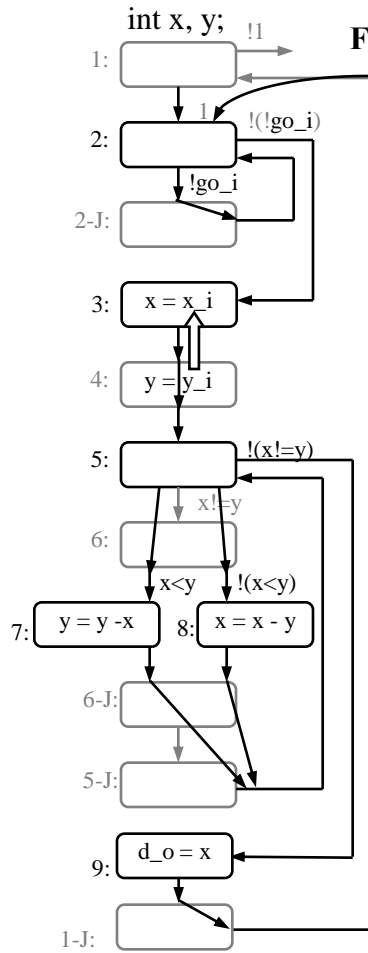 int x, y;
!1
1:
F
1
!(!go_i)
2:
!go_i
2-J:
3:
x = x_i
4:
y = y_i
5:
!(x!=y)
x!=y
6:
x<y
!(x<y)
7:
y = y -x
8:
x = x - y
6-J:
5-J:
d_o = x
9:
1-J: